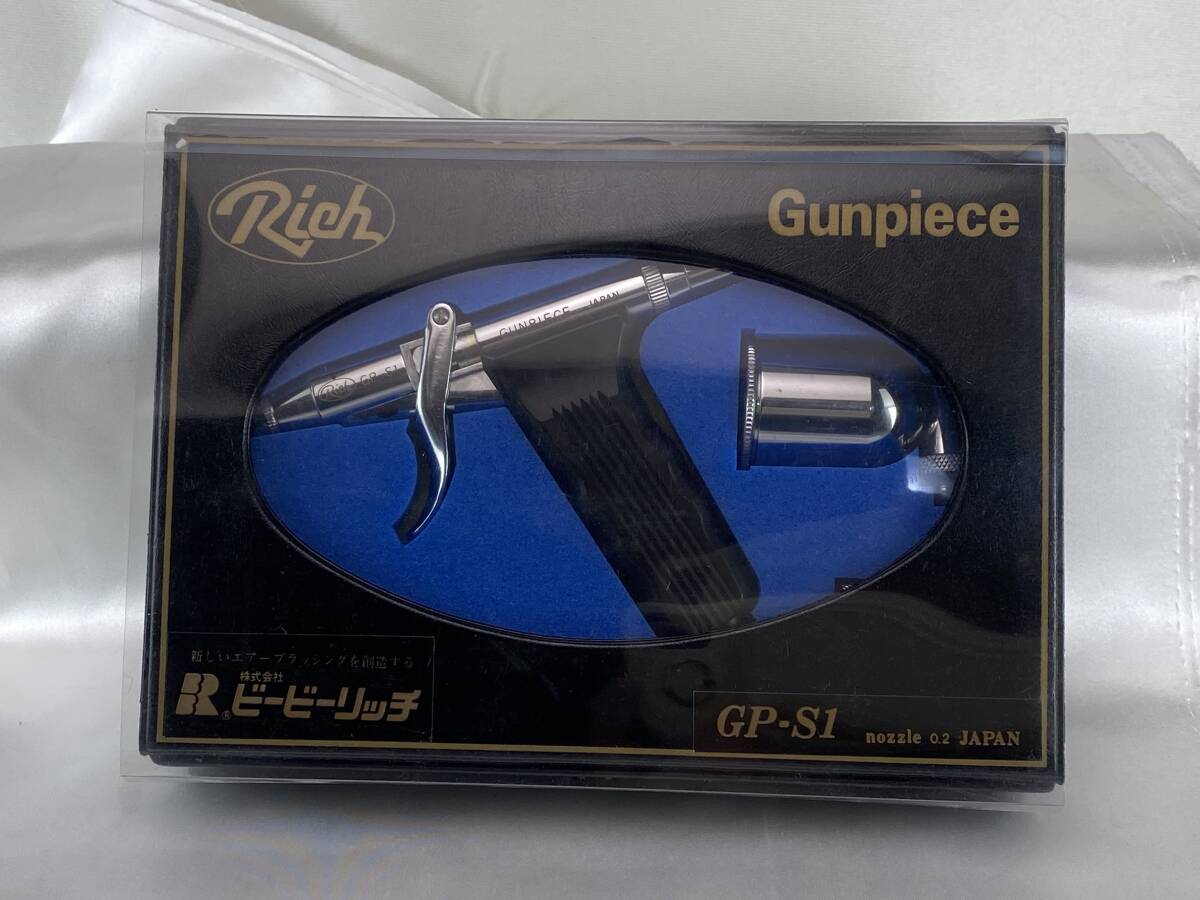 Rich
Gunpiece
GUNPIECE JAPAN
Rich GP-S1
新しいエアーブラッシングを創造する
株式会社
BR® ビービーリッチ
GP-S1 nozzle 0.2 JAPAN